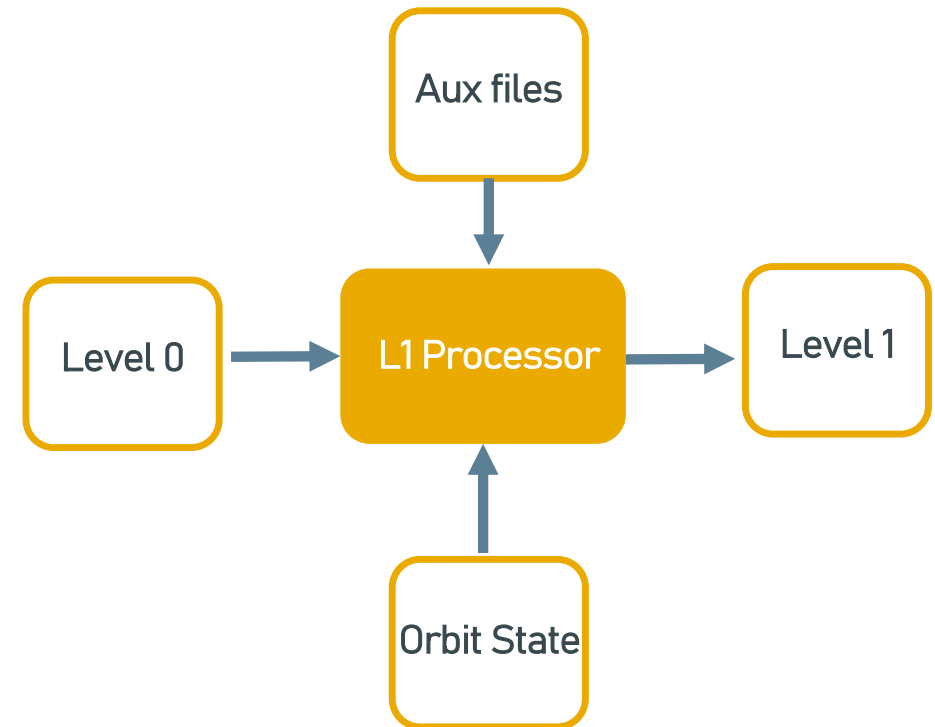 Aux files
Level 0
L1 Processor
Level 1
Orbit State